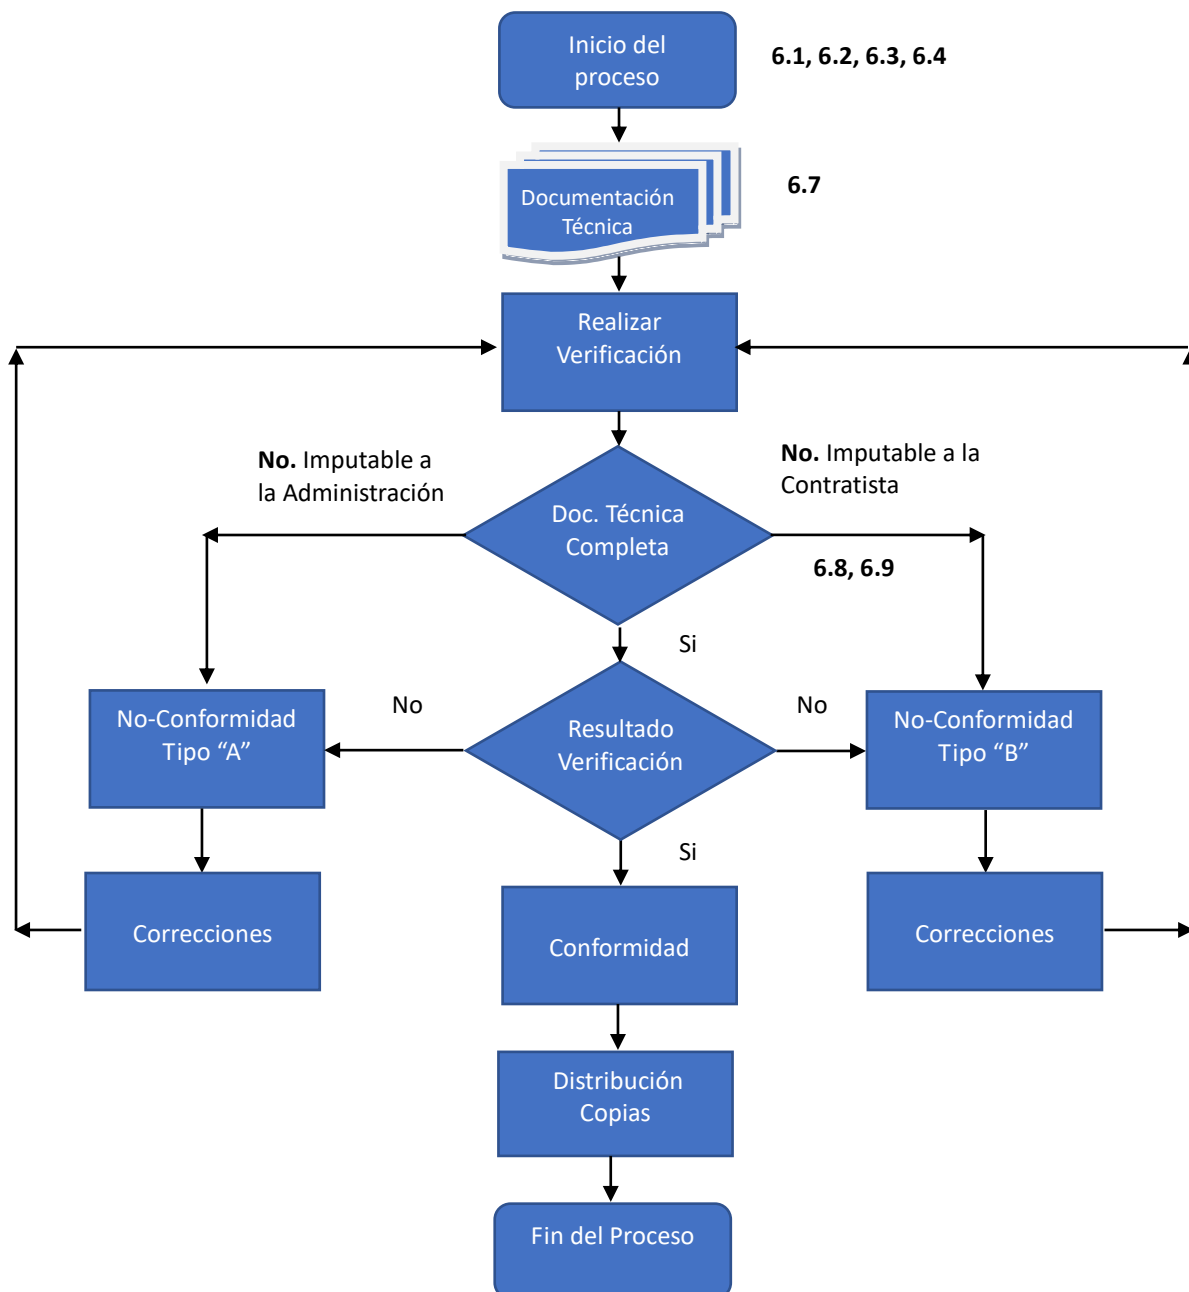 Inicio del
proceso
6.1, 6.2, 6.3, 6.4
Documentación
Técnica
6.7
Realizar
Verificación
No. Imputable a
la Administración
No. Imputable a la
Contratista
Doc. Técnica
Completa
6.8, 6.9
Si
No-Conformidad
Tipo “A”
No
Resultado
Verificación
No
No-Conformidad
Tipo “B”
Si
Correcciones
Conformidad
Correcciones
Distribución
Copias
Fin del Proceso